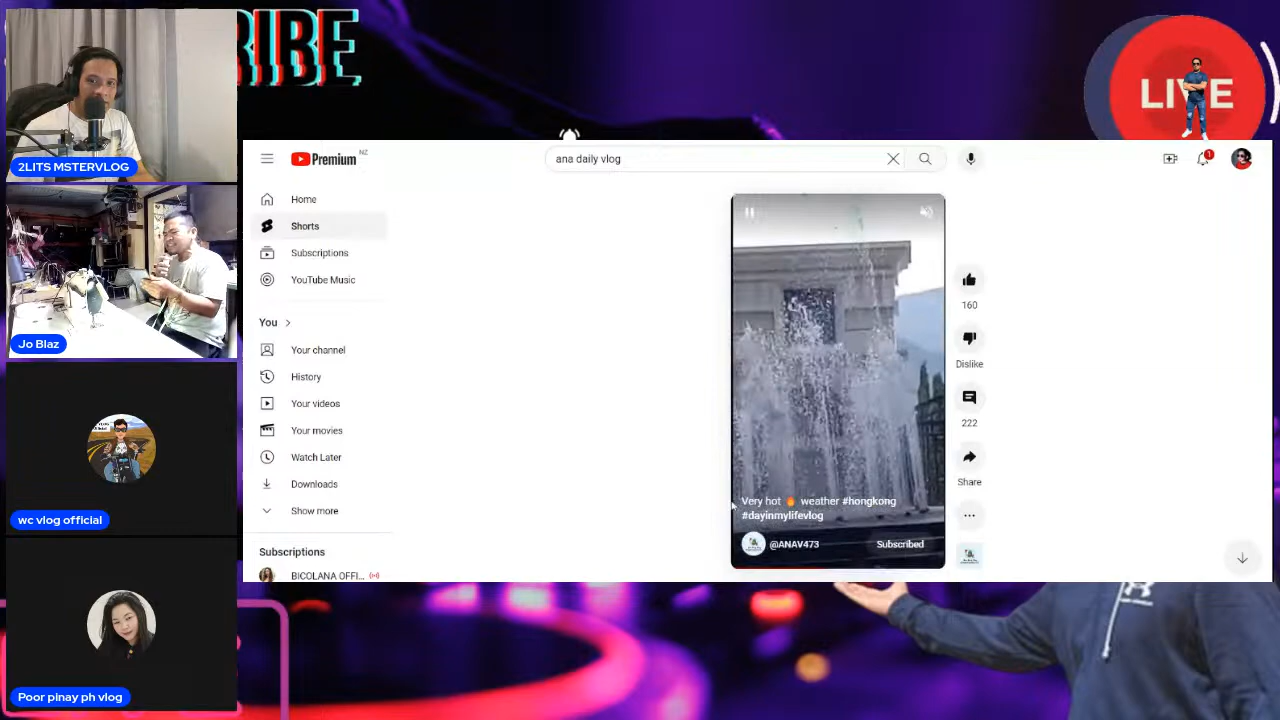 RIBE
LIVE
2LITS MSTERVLOG
Jo Blaz
wc vlog official
Poor pinay ph vlog
Premium NZ
ana daily vlog
1
Home
Shorts
Subscriptions
YouTube Music
You
Your channel
History
Your videos
Your movies
Watch Later
Downloads
Show more
Subscriptions
BICOLANA OFFI...
Very hot 🔥 weather #hongkong
#dayinmylifevlog
@ANAV473
Subscribed
160
Dislike
222
Share